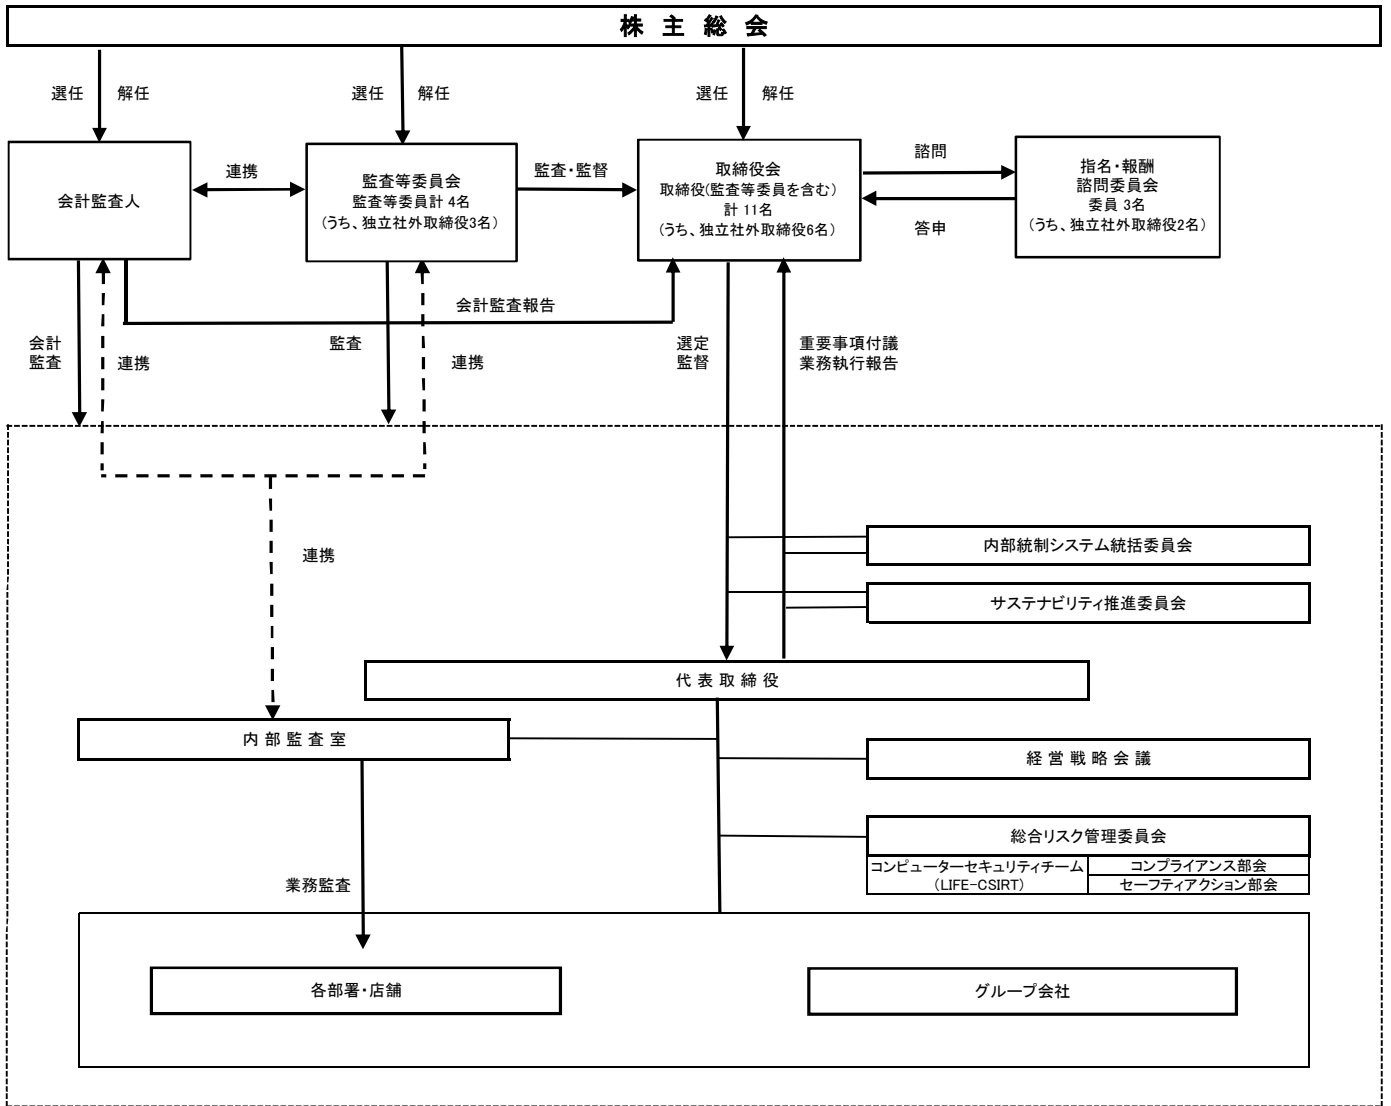 株 主 総 会
選任
解任
選任
解任
選任
解任
会計監査人
連携
監査等委員会
監査等委員計 4名
(うち、独立社外取締役3名)
監査・監督
取締役会
取締役(監査等委員を含む)
計 11名
(うち、独立社外取締役6名)
諮問
答申
指名・報酬
諮問委員会
委員 3名
(うち、独立社外取締役2名)
会計監査報告
会計
監査
連携
監査
連携
選定
監督
重要事項付議
業務執行報告
連携
内部統制システム統括委員会
サステナビリティ推進委員会
代 表 取 締 役
内 部 監 査 室
経 営 戦 略 会 議
総合リスク管理委員会
コンピューターセキュリティチーム
(LIFE-CSIRT)
コンプライアンス部会
セーフティアクション部会
業務監査
各部署・店舗
グループ会社